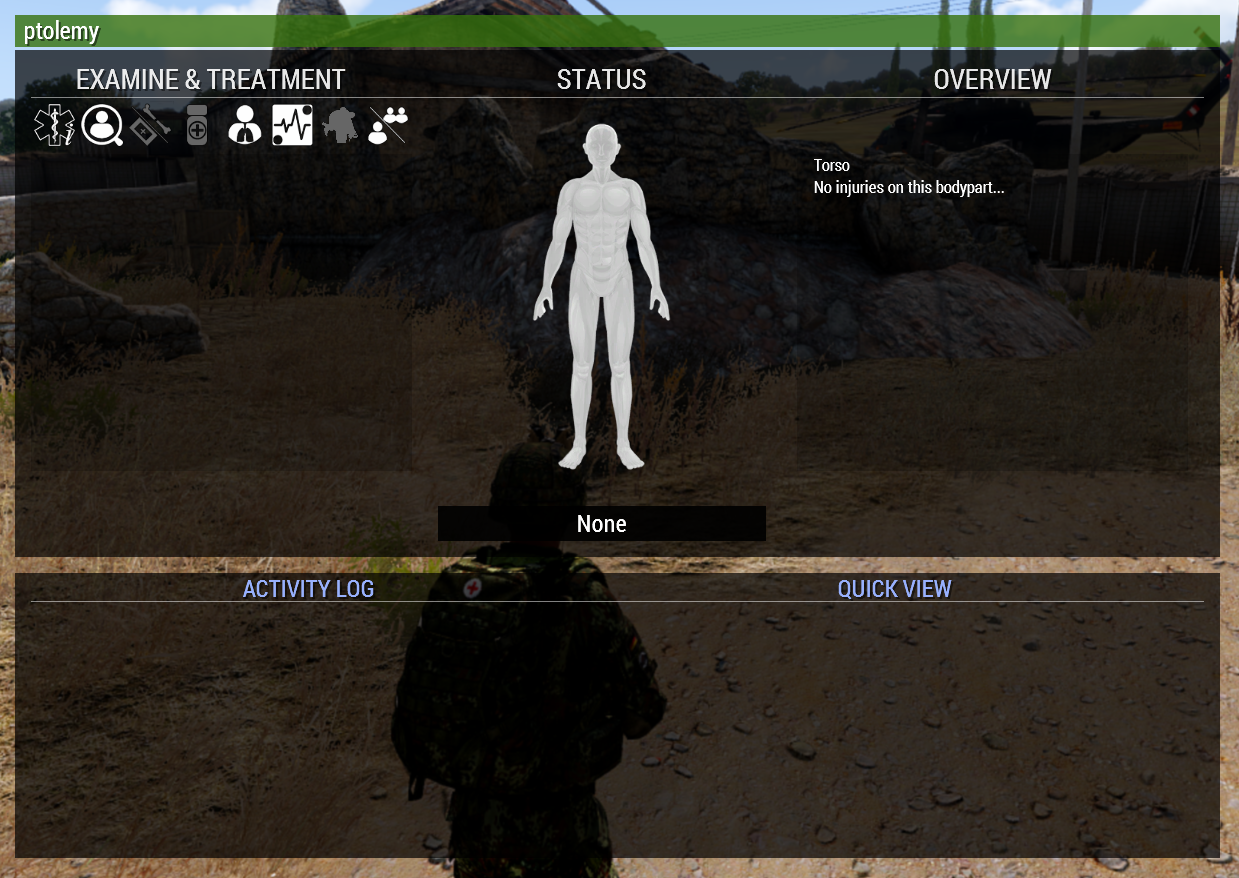 ptolemy
EXAMINE & TREATMENT
STATUS
OVERVIEW
Torso
No injuries on this bodypart...
None
ACTIVITY LOG
QUICK VIEW